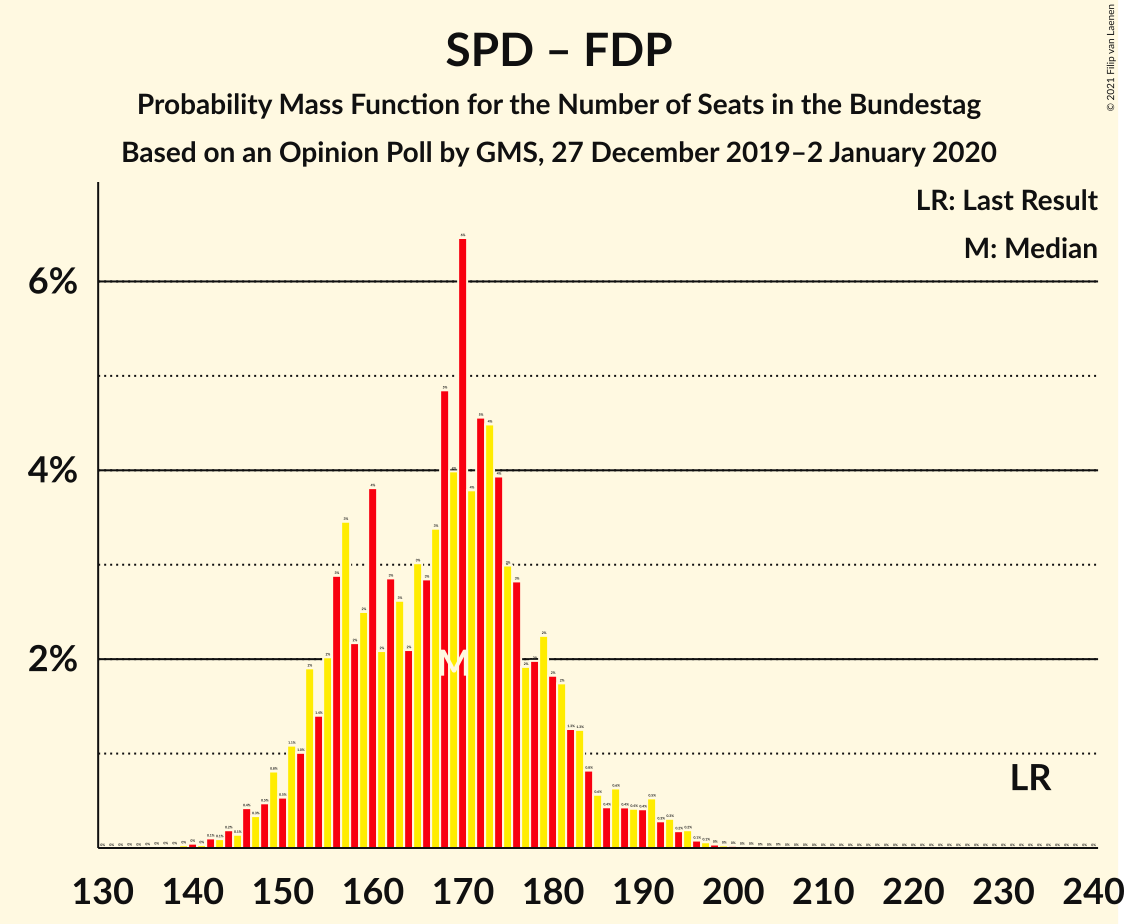 SPD – FDP
Probability Mass Function for the Number of Seats in the Bundestag
Based on an Opinion Poll by GMS, 27 December 2019–2 January 2020
© 2021 Filip van Laenen
LR: Last Result
M: Median
6%
4%
2%
M
LR
130 140 150 160 170 180 190 200 210 220 230 240